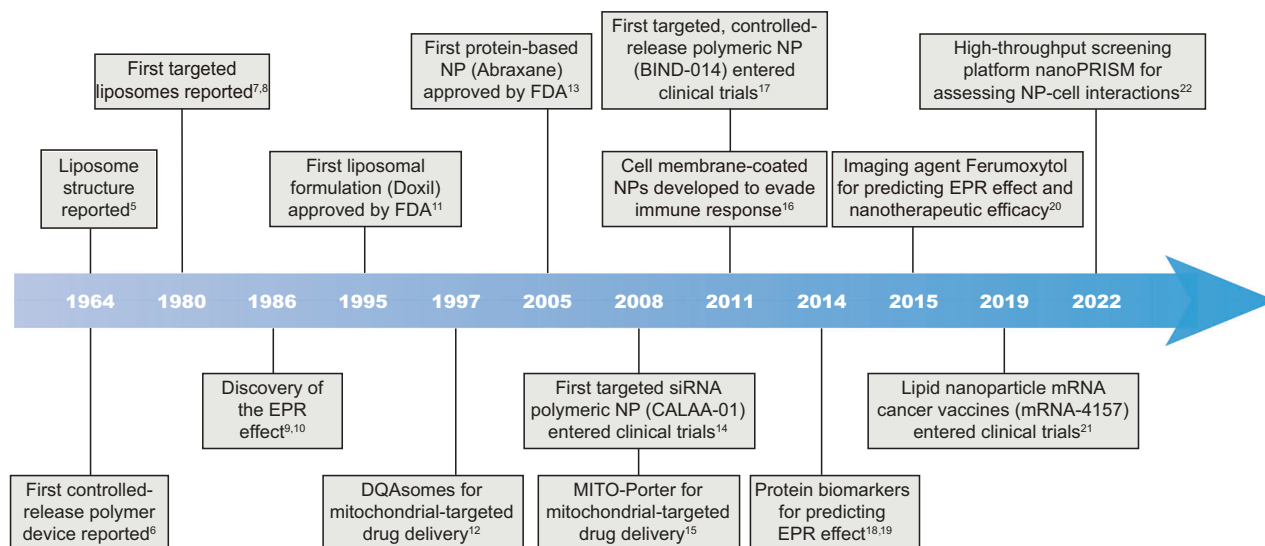 First targeted
liposomes reported7,8
First protein-based
NP (Abraxane)
approved by FDA13
First targeted, controlled-
release polymeric NP
(BIND-014) entered
clinical trials17
High-throughput screening
platform nanoPRISM for
assessing NP-cell interactions22
Liposome
structure
reported5
First liposomal
formulation (Doxil)
approved by FDA11
Cell membrane-coated
NPs developed to evade
immune response16
Imaging agent Ferumoxytol
for predicting EPR effect and
nanotherapeutic efficacy20
1964 1980 1986 1995 1997 2005 2008 2011 2014 2015 2019 2022
Discovery of
the EPR
effect9,10
First targeted siRNA
polymeric NP (CALAA-01)
entered clinical trials14
Lipid nanoparticle mRNA
cancer vaccines (mRNA-4157)
entered clinical trials21
First controlled-
release polymer
device reported6
DQAsomes for
mitochondrial-targeted
drug delivery12
MITO-Porter for
mitochondrial-targeted
drug delivery15
Protein biomarkers
for predicting
EPR effect18,19